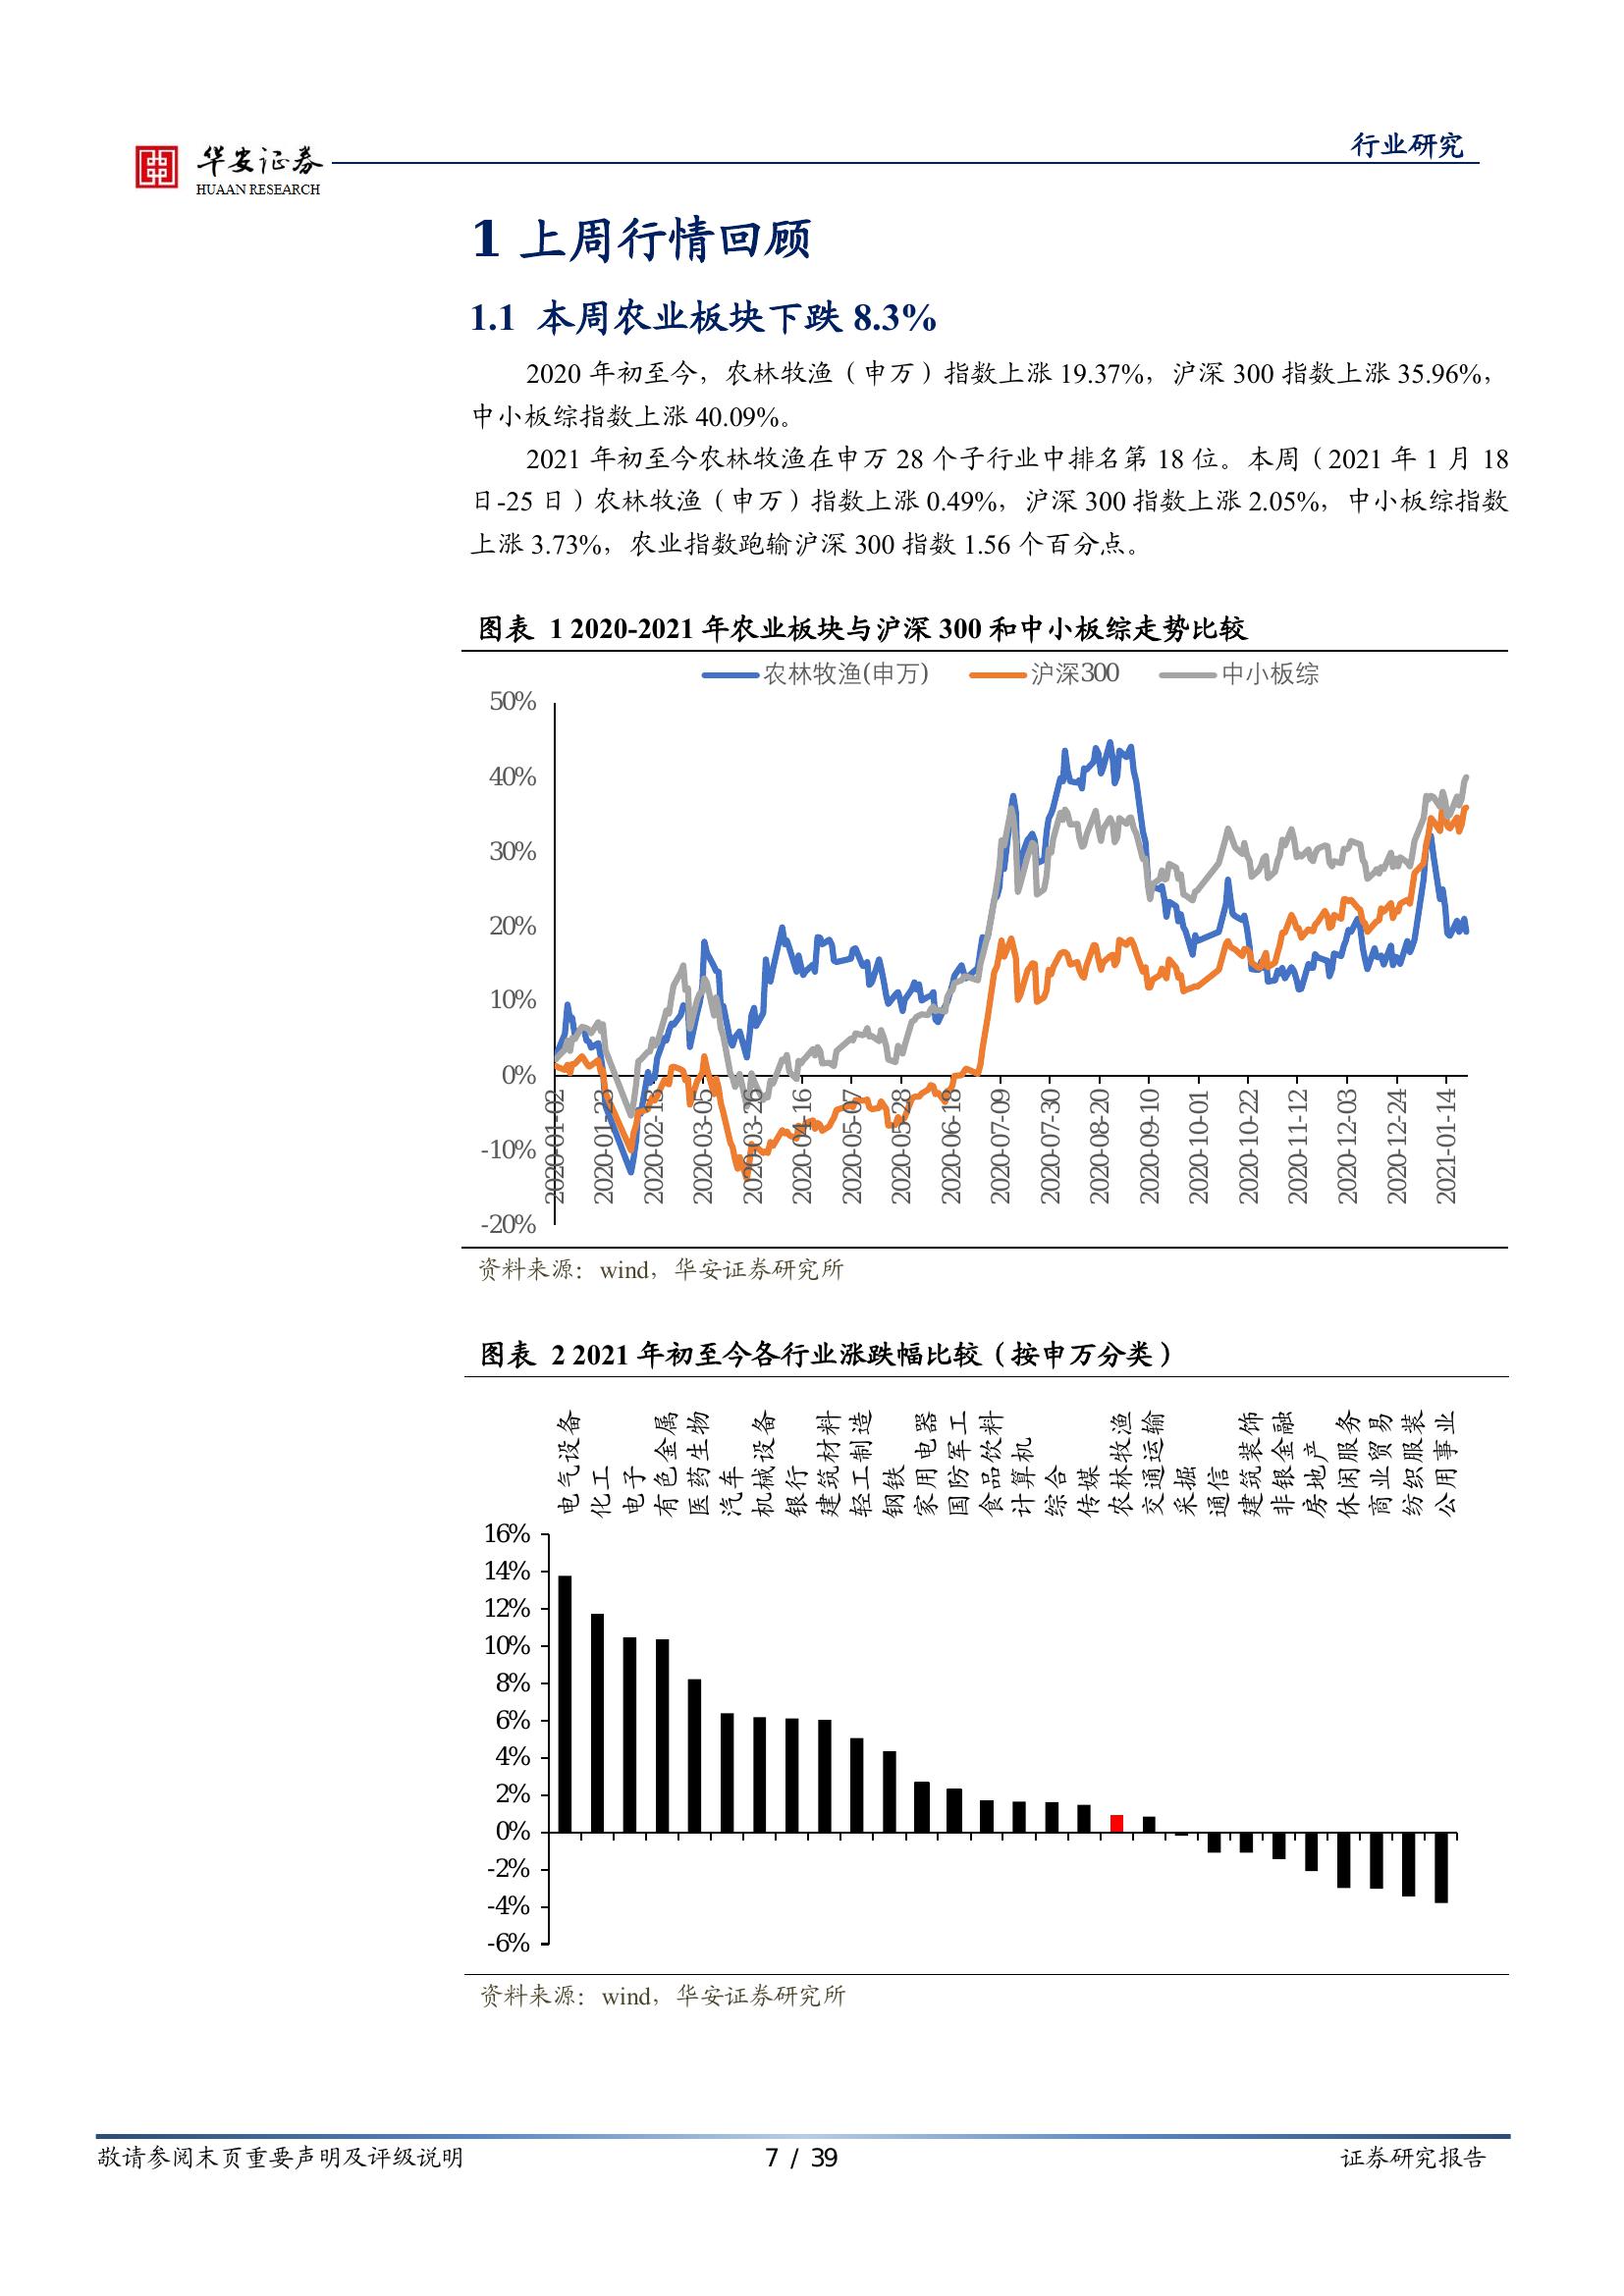 行业研究
华安证券
HUAAN RESEARCH
1 上周行情回顾
1.1 本周农业板块下跌 8.3%
2020 年初至今，农林牧渔（申万）指数上涨 19.37%，沪深 300 指数上涨 35.96%，
中小板综指数上涨 40.09%。
2021 年初至今农林牧渔在申万 28 个子行业中排名第 18 位。本周（2021 年 1 月 18
日-25 日）农林牧渔（申万）指数上涨 0.49%，沪深 300 指数上涨 2.05%，中小板综指数
上涨 3.73%，农业指数跑输沪深 300 指数 1.56 个百分点。
图表 1 2020-2021 年农业板块与沪深 300 和中小板综走势比较
农林牧渔(申万) 沪深300 中小板综
50%
40%
30%
20%
10%
0%
-10%
-20%
2020-01-02
2020-01-23
2020-02-13
2020-03-05
2020-03-26
2020-04-16
2020-05-07
2020-05-28
2020-06-18
2020-07-09
2020-07-30
2020-08-20
2020-09-10
2020-10-01
2020-10-22
2020-11-12
2020-12-03
2020-12-24
2021-01-14
资料来源：wind，华安证券研究所
图表 2 2021 年初至今各行业涨跌幅比较（按申万分类）
电气设备
化工
电子
有色金属
医药生物
汽车
机械设备
银行
建筑材料
轻工制造
钢铁
家用电器
国防军工
食品饮料
计算机
综合
传媒
农林牧渔
交通运输
采掘
通信
建筑装饰
非银金融
房地产
休闲服务
商业贸易
纺织服装
公用事业
16%
14%
12%
10%
8%
6%
4%
2%
0%
-2%
-4%
-6%
资料来源：wind，华安证券研究所
敬请参阅末页重要声明及评级说明 7 / 39 证券研究报告